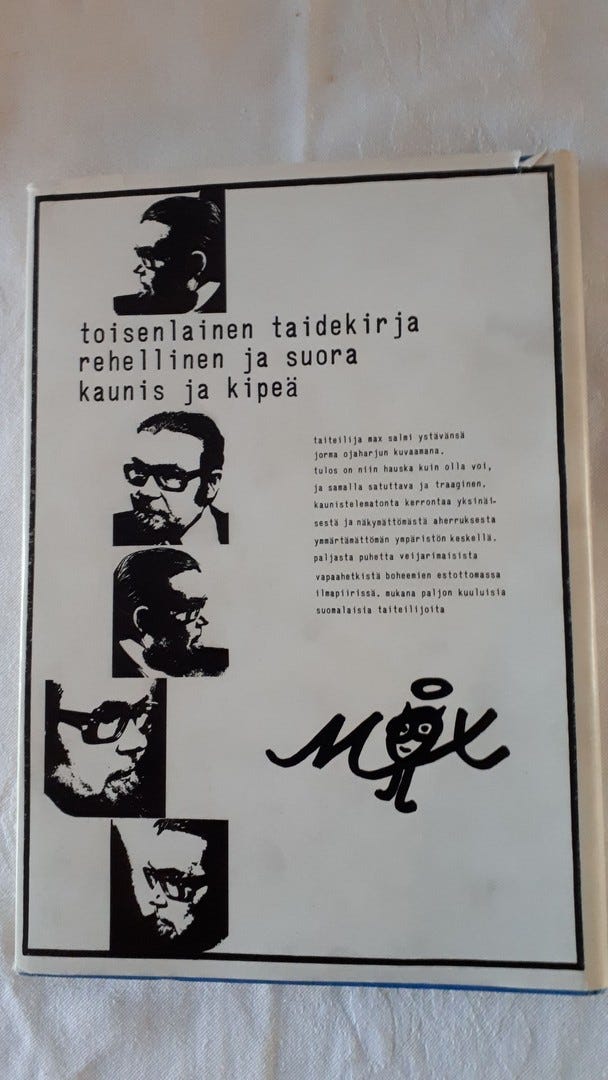 toisenlainen taidekirja
rehellinen ja suora
kaunis ja kipeä
taiteilija max salmi ystävänsä
jorma ojaharjun kuvaamana.
tulos on niin hauska kuin olla voi,
ja samalla satuttava ja traaginen.
kaunistelematonta kerrontaa yksinäi-
sestä ja näkymättömästä aherruksesta
ymmärtämättömän ympäristön keskellä.
paljasta puhetta veijarimaisista
vapaahetkistä boheemien estottomassa
ilmapiirissä. mukana paljon kuuluisia
suomalaisia taiteilijoita
MAX